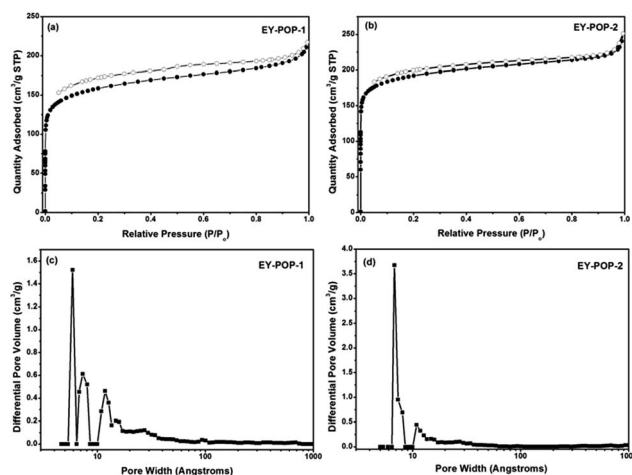 (a) EY-POP-1
250
200
150
100
50
0
0.0 0.2 0.4 0.6 0.8 1.0
Quantity Adsorbed (cm³/g STP)
Relative Pressure (P/Pₒ)
(b) EY-POP-2
250
200
150
100
50
0
0.0 0.2 0.4 0.6 0.8 1.0
Quantity Adsorbed (cm³/g STP)
Relative Pressure (P/Pₒ)
(c) EY-POP-1
1.6
1.4
1.2
1.0
0.8
0.6
0.4
0.2
0.0
10 100 1000
Differential Pore Volume (cm³/g)
Pore Width (Angstroms)
(d) EY-POP-2
4.0
3.5
3.0
2.5
2.0
1.5
1.0
0.5
0.0
10 100 1000
Differential Pore Volume (cm³/g)
Pore Width (Angstroms)